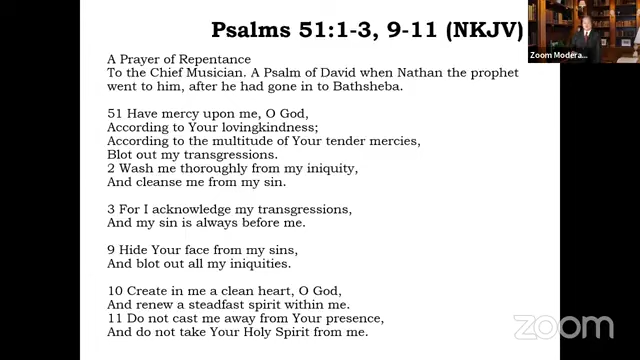 Psalms 51:1-3, 9-11 (NKJV)
Zoom Modera...
A Prayer of Repentance
To the Chief Musician. A Psalm of David when Nathan the prophet
went to him, after he had gone in to Bathsheba.
51 Have mercy upon me, O God,
According to Your lovingkindness;
According to the multitude of Your tender mercies,
Blot out my transgressions.
2 Wash me thoroughly from my iniquity,
And cleanse me from my sin.
3 For I acknowledge my transgressions,
And my sin is always before me.
9 Hide Your face from my sins,
And blot out all my iniquities.
10 Create in me a clean heart, O God,
And renew a steadfast spirit within me.
11 Do not cast me away from Your presence,
And do not take Your Holy Spirit from me.
zoom